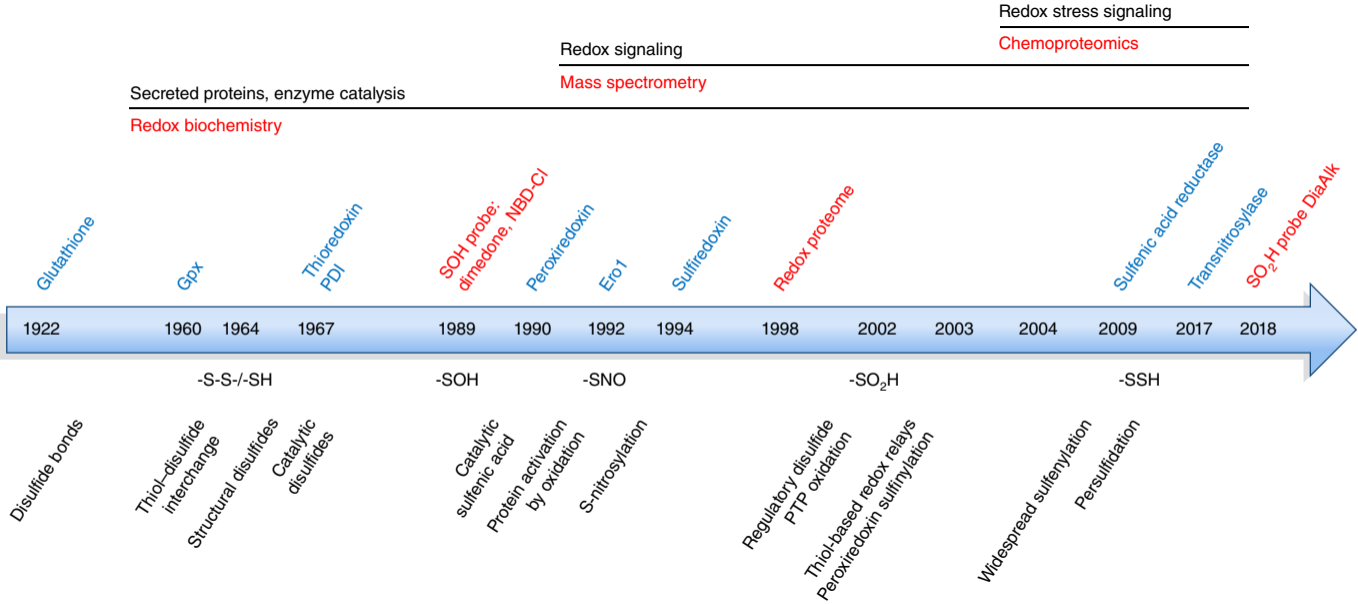 Redox stress signaling
Chemoproteomics
Redox signaling
Mass spectrometry
Secreted proteins, enzyme catalysis
Redox biochemistry
Glutathione
Gpx
Thioredoxin
PDI
SOH probe:
dimedone, NBD-Cl
Peroxiredoxin
Ero1
Sulfiredoxin
Redox proteome
Sulfenic acid reductase
Transnitrosylase
SO₂H probe DiaAlk
1922 1960 1964 1967 1989 1990 1992 1994 1998 2002 2003 2004 2009 2017 2018
-S-S-/-SH -SOH -SNO -SO₂H -SSH
Disulfide bonds
Thiol–disulfide
interchange
Structural disulfides
Catalytic
disulfides
Catalytic
sulfenic acid
Protein activation
by oxidation
S-nitrosylation
Regulatory disulfide
PTP oxidation
Thiol-based redox relays
Peroxiredoxin sulfinylation
Widespread sulfenylation
Persulfidation